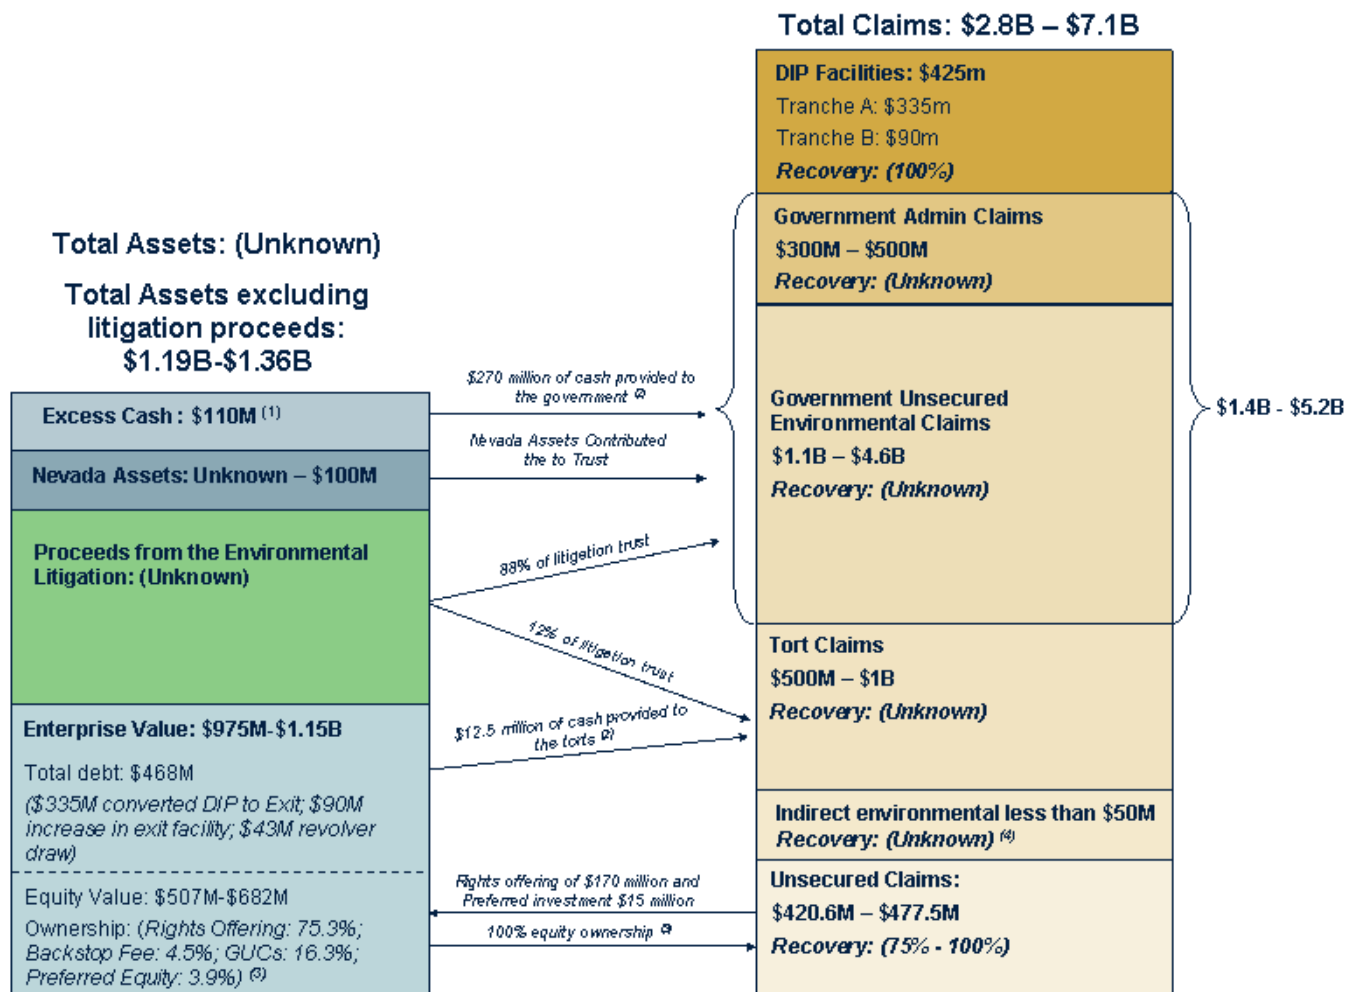 Total Claims: $2.8B – $7.1B
DIP Facilities: $425m
Tranche A: $335m
Tranche B: $90m
Recovery: (100%)
Government Admin Claims
$300M – $500M
Recovery: (Unknown)
Government Unsecured
Environmental Claims
$1.1B – $4.6B
Recovery: (Unknown)
$1.4B - $5.2B
Tort Claims
$500M – $1B
Recovery: (Unknown)
Indirect environmental less than $50M
Recovery: (Unknown) (4)
Unsecured Claims:
$420.6M – $477.5M
Recovery: (75% - 100%)
Total Assets: (Unknown)
Total Assets excluding
litigation proceeds:
$1.19B-$1.36B
Excess Cash : $110M (1)
Nevada Assets: Unknown – $100M
Proceeds from the Environmental
Litigation: (Unknown)
Enterprise Value: $975M-$1.15B
Total debt: $468M
($335M converted DIP to Exit; $90M
increase in exit facility; $43M revolver
draw)
Equity Value: $507M-$682M
Ownership: (Rights Offering: 75.3%;
Backstop Fee: 4.5%; GUCs: 16.3%;
Preferred Equity: 3.9%) (3)
$270 million of cash provided to
the government (2)
Nevada Assets Contributed
the to Trust
88% of litigation trust
12% of litigation trust
$12.5 million of cash provided to
the torts (2)
Rights offering of $170 million and
Preferred investment $15 million
100% equity ownership